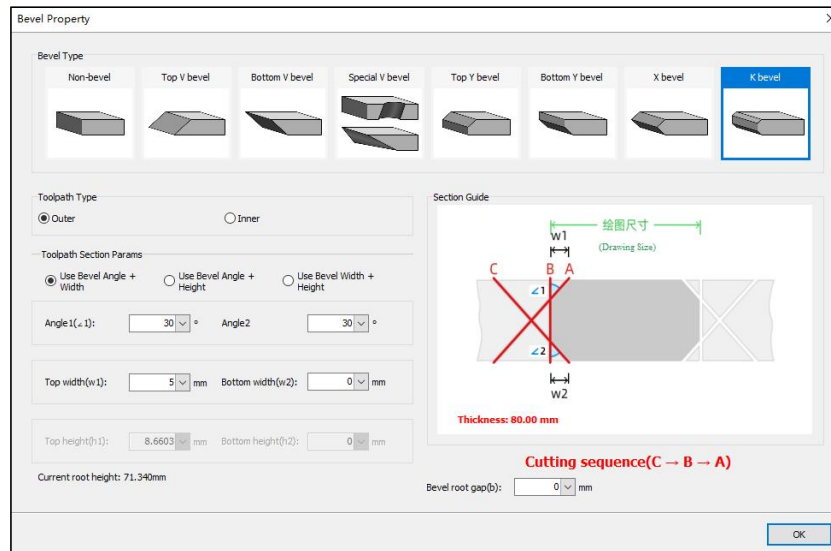 Bevel Property
Bevel Type
Non-bevel Top V bevel Bottom V bevel Special V bevel Top Y bevel Bottom Y bevel X bevel K bevel
Toolpath Type
Outer Inner
Toolpath Section Params
Use Bevel Angle + Width
Use Bevel Angle + Height
Use Bevel Width + Height
Angle1(∠1): 30 ° Angle2 30 °
Top width(w1): 5 mm Bottom width(w2): 0 mm
Top height(h1): 8.6603 mm Bottom height(h2): 0 mm
Current root height: 71.340mm
Section Guide
绘图尺寸
w1
(Drawing Size)
C B A
∠1
∠2
w2
Thickness: 80.00 mm
Cutting sequence(C → B → A)
Bevel root gap(b): 0 mm
OK